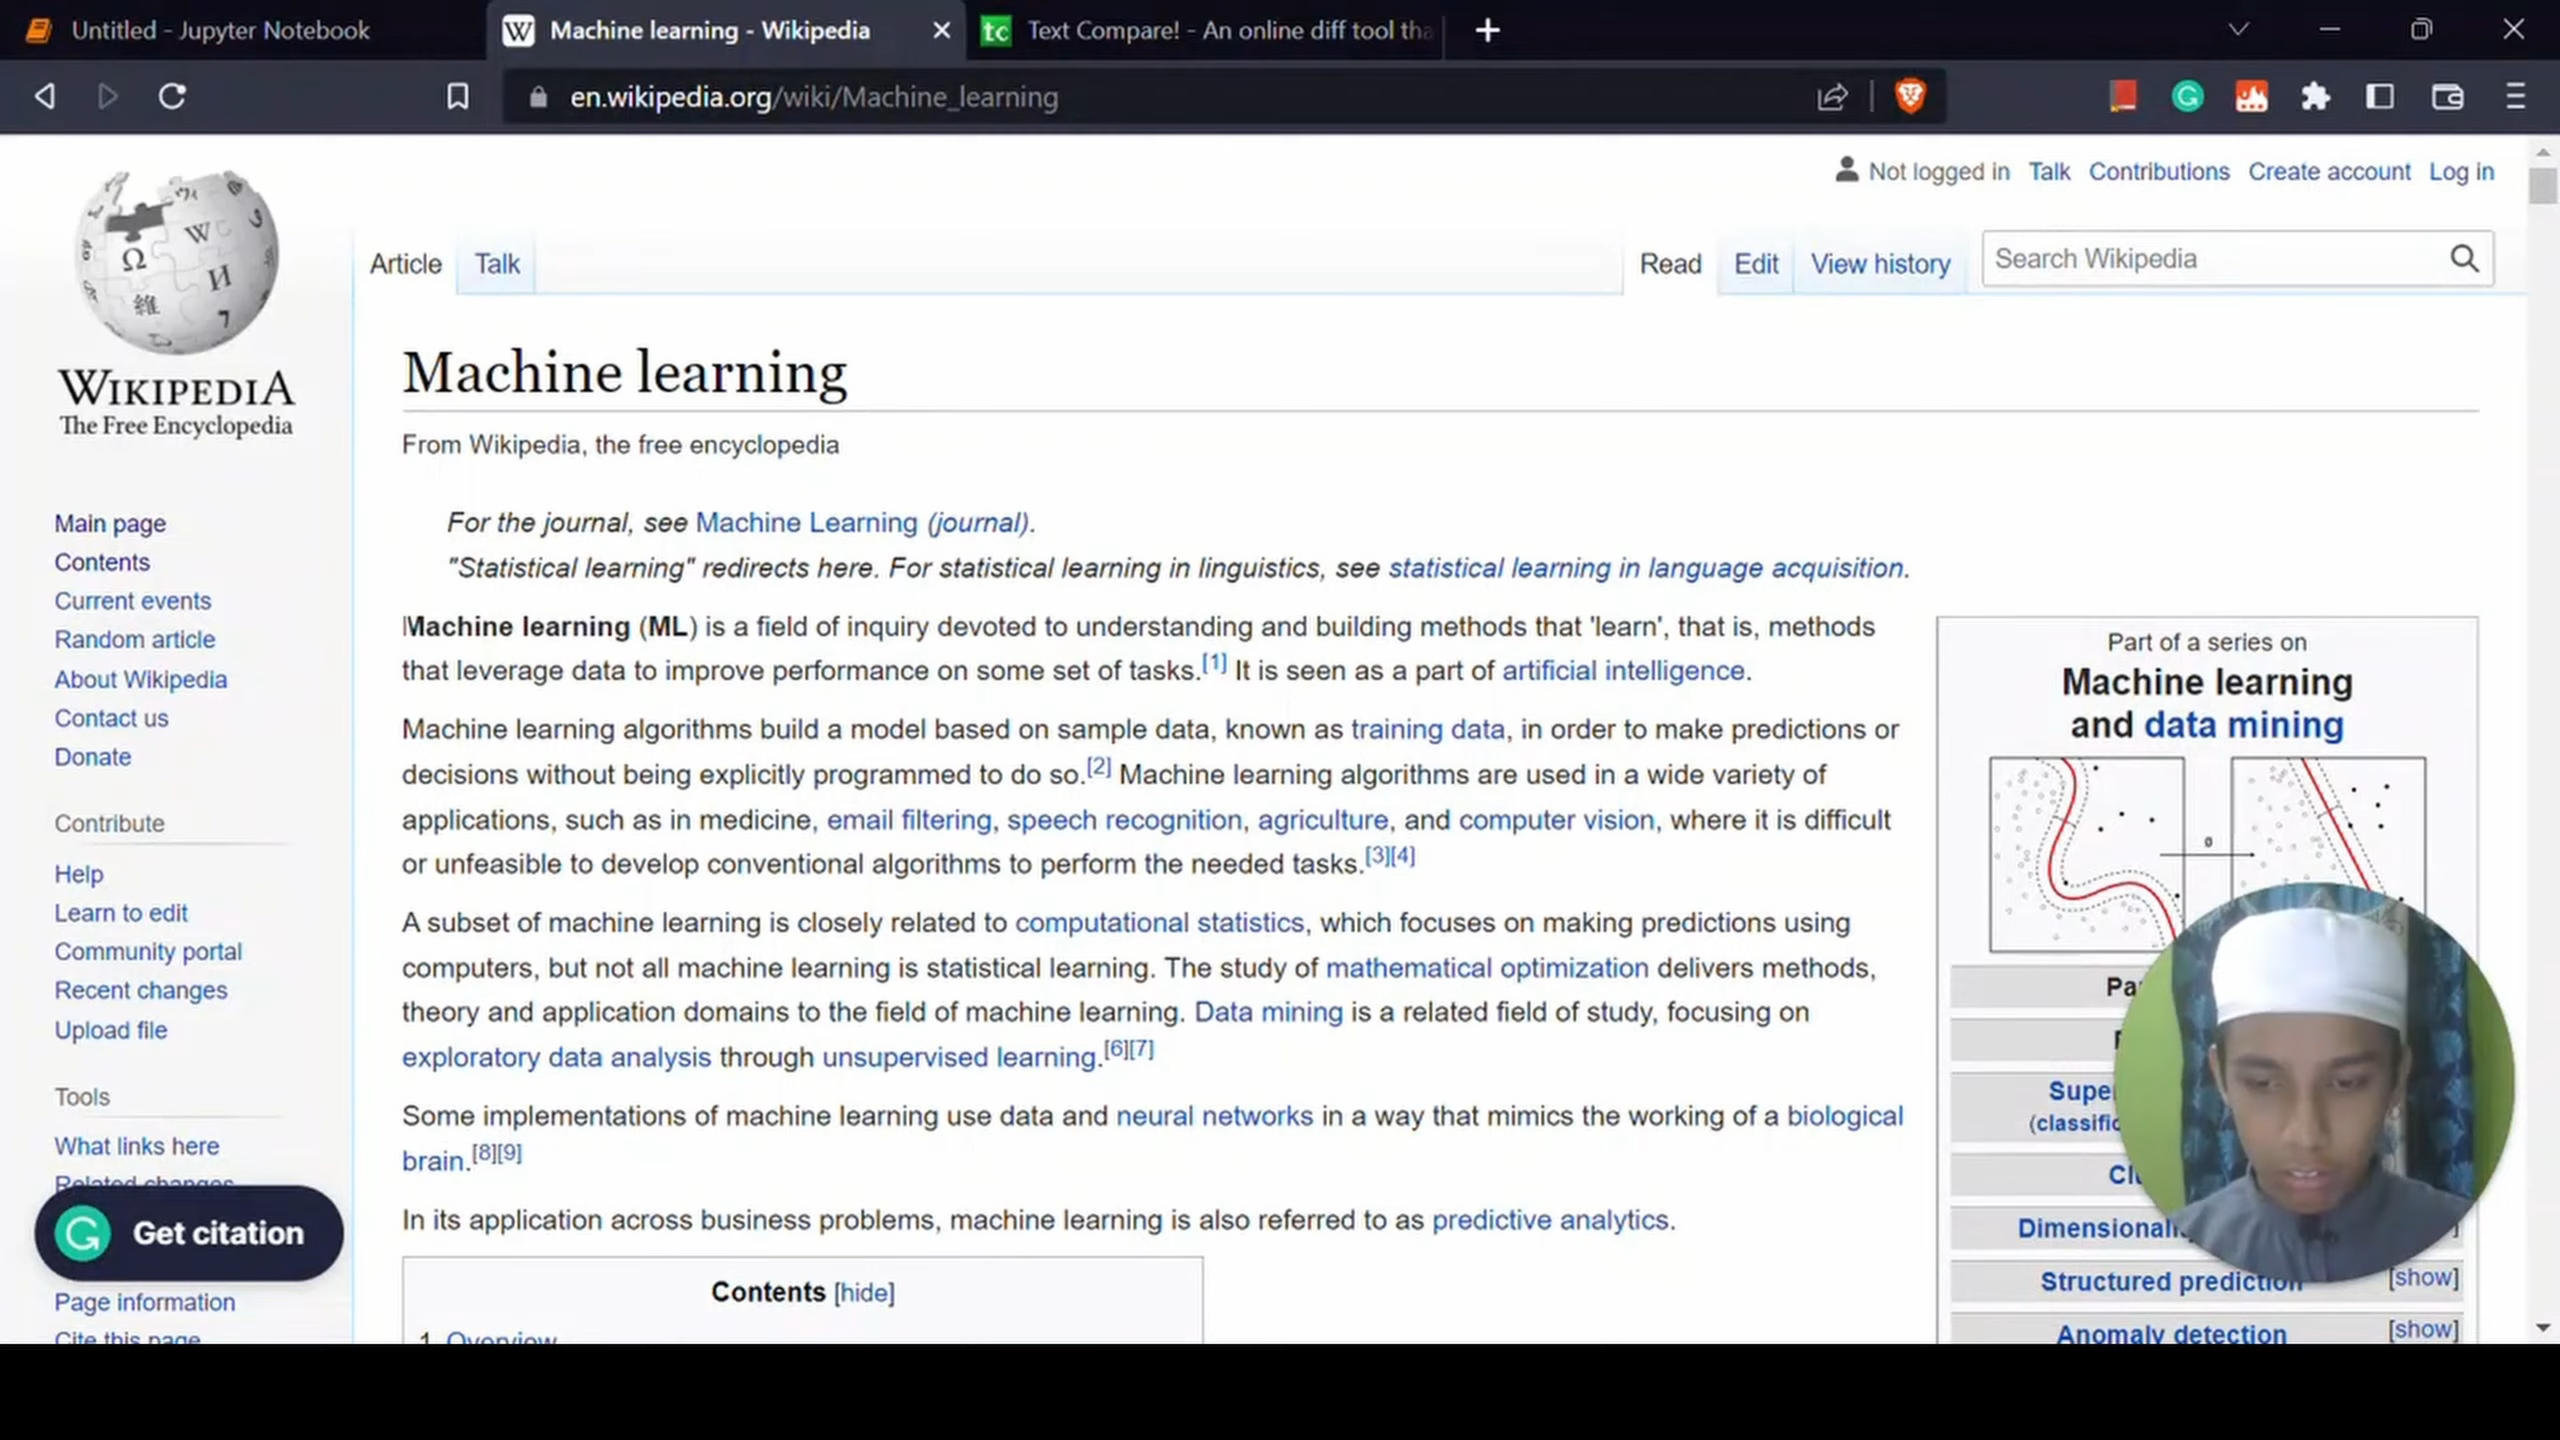 Untitled - Jupyter Notebook
Machine learning - Wikipedia
Text Compare! - An online diff tool tha
en.wikipedia.org/wiki/Machine_learning
Not logged in Talk Contributions Create account Log in
Article Talk
Read Edit View history
Search Wikipedia
WIKIPEDIA
The Free Encyclopedia
Main page
Contents
Current events
Random article
About Wikipedia
Contact us
Donate
Contribute
Help
Learn to edit
Community portal
Recent changes
Upload file
Tools
What links here
Related changes
Get citation
Page information
Cite this page
Machine learning
From Wikipedia, the free encyclopedia
For the journal, see Machine Learning (journal).
"Statistical learning" redirects here. For statistical learning in linguistics, see statistical learning in language acquisition.
Machine learning (ML) is a field of inquiry devoted to understanding and building methods that 'learn', that is, methods
that leverage data to improve performance on some set of tasks.[1] It is seen as a part of artificial intelligence.
Machine learning algorithms build a model based on sample data, known as training data, in order to make predictions or
decisions without being explicitly programmed to do so.[2] Machine learning algorithms are used in a wide variety of
applications, such as in medicine, email filtering, speech recognition, agriculture, and computer vision, where it is difficult
or unfeasible to develop conventional algorithms to perform the needed tasks.[3][4]
A subset of machine learning is closely related to computational statistics, which focuses on making predictions using
computers, but not all machine learning is statistical learning. The study of mathematical optimization delivers methods,
theory and application domains to the field of machine learning. Data mining is a related field of study, focusing on
exploratory data analysis through unsupervised learning.[6][7]
Some implementations of machine learning use data and neural networks in a way that mimics the working of a biological
brain.[8][9]
In its application across business problems, machine learning is also referred to as predictive analytics.
Contents [hide]
1 Overview
Part of a series on
Machine learning
and data mining
Structured prediction [show]
Anomaly detection [show]